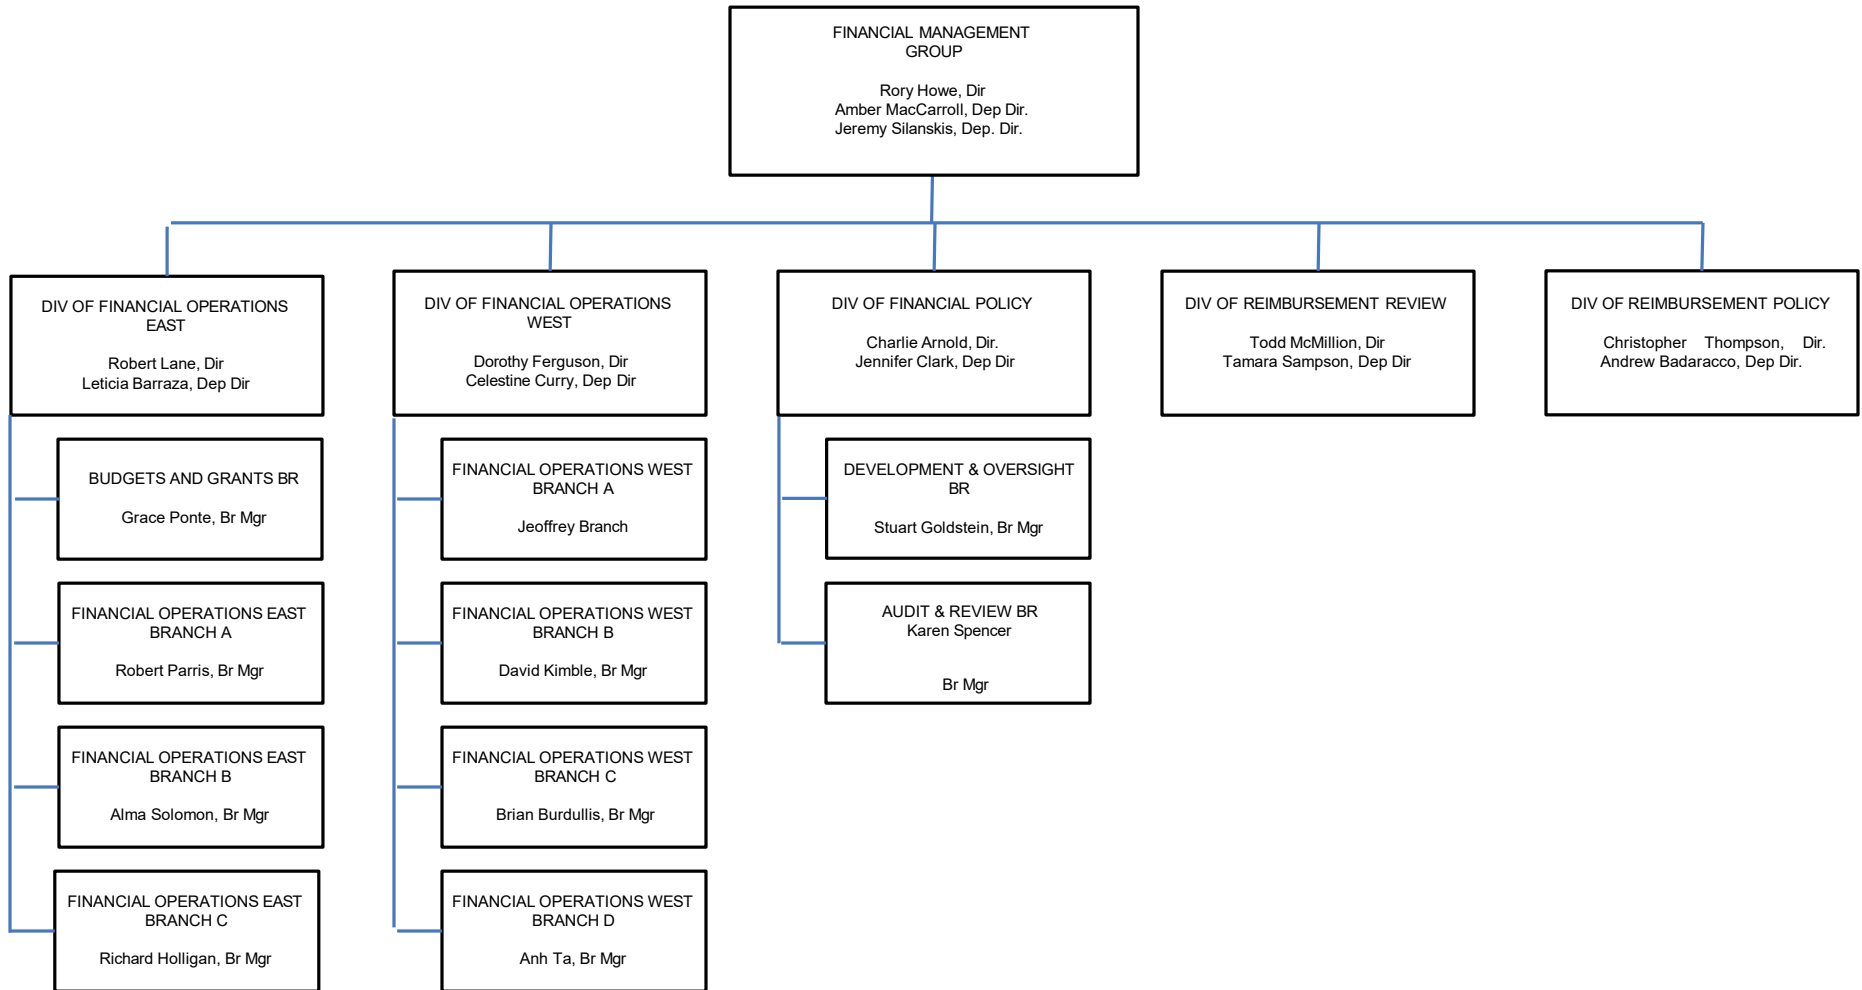 FINANCIAL MANAGEMENT
GROUP
Rory Howe, Dir
Amber MacCarroll, Dep Dir.
Jeremy Silanskis, Dep. Dir.
DIV OF FINANCIAL OPERATIONS
EAST
Robert Lane, Dir
Leticia Barraza, Dep Dir
BUDGETS AND GRANTS BR
Grace Ponte, Br Mgr
FINANCIAL OPERATIONS EAST
BRANCH A
Robert Parris, Br Mgr
FINANCIAL OPERATIONS EAST
BRANCH B
Alma Solomon, Br Mgr
FINANCIAL OPERATIONS EAST
BRANCH C
Richard Holligan, Br Mgr
DIV OF FINANCIAL OPERATIONS
WEST
Dorothy Ferguson, Dir
Celestine Curry, Dep Dir
FINANCIAL OPERATIONS WEST
BRANCH A
Jeoffrey Branch
FINANCIAL OPERATIONS WEST
BRANCH B
David Kimble, Br Mgr
FINANCIAL OPERATIONS WEST
BRANCH C
Brian Burdullis, Br Mgr
FINANCIAL OPERATIONS WEST
BRANCH D
Anh Ta, Br Mgr
DIV OF FINANCIAL POLICY
Charlie Arnold, Dir.
Jennifer Clark, Dep Dir
DEVELOPMENT & OVERSIGHT
BR
Stuart Goldstein, Br Mgr
AUDIT & REVIEW BR
Karen Spencer
Br Mgr
DIV OF REIMBURSEMENT REVIEW
Todd McMillion, Dir
Tamara Sampson, Dep Dir
DIV OF REIMBURSEMENT POLICY
Christopher Thompson, Dir.
Andrew Badaracco, Dep Dir.